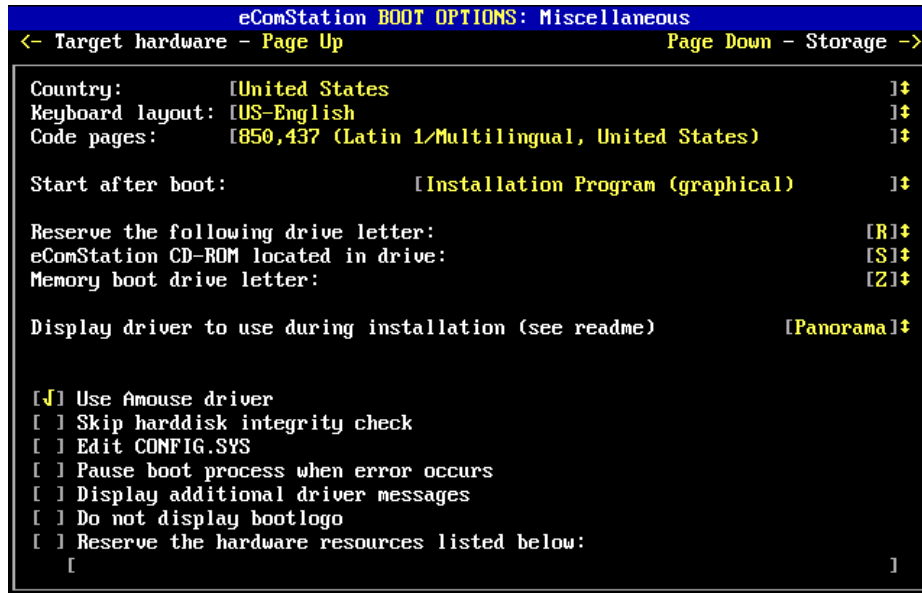 eComStation BOOT OPTIONS: Miscellaneous
<- Target hardware - Page Up Page Down - Storage ->
Country: [United States ]↕
Keyboard layout: [US-English ]↕
Code pages: [850,437 (Latin 1/Multilingual, United States) ]↕
Start after boot: [Installation Program (graphical) ]↕
Reserve the following drive letter: [R]↕
eComStation CD-ROM located in drive: [S]↕
Memory boot drive letter: [Z]↕
Display driver to use during installation (see readme) [Panorama]↕
[√] Use Amouse driver
[ ] Skip harddisk integrity check
[ ] Edit CONFIG.SYS
[ ] Pause boot process when error occurs
[ ] Display additional driver messages
[ ] Do not display bootlogo
[ ] Reserve the hardware resources listed below:
[ ]